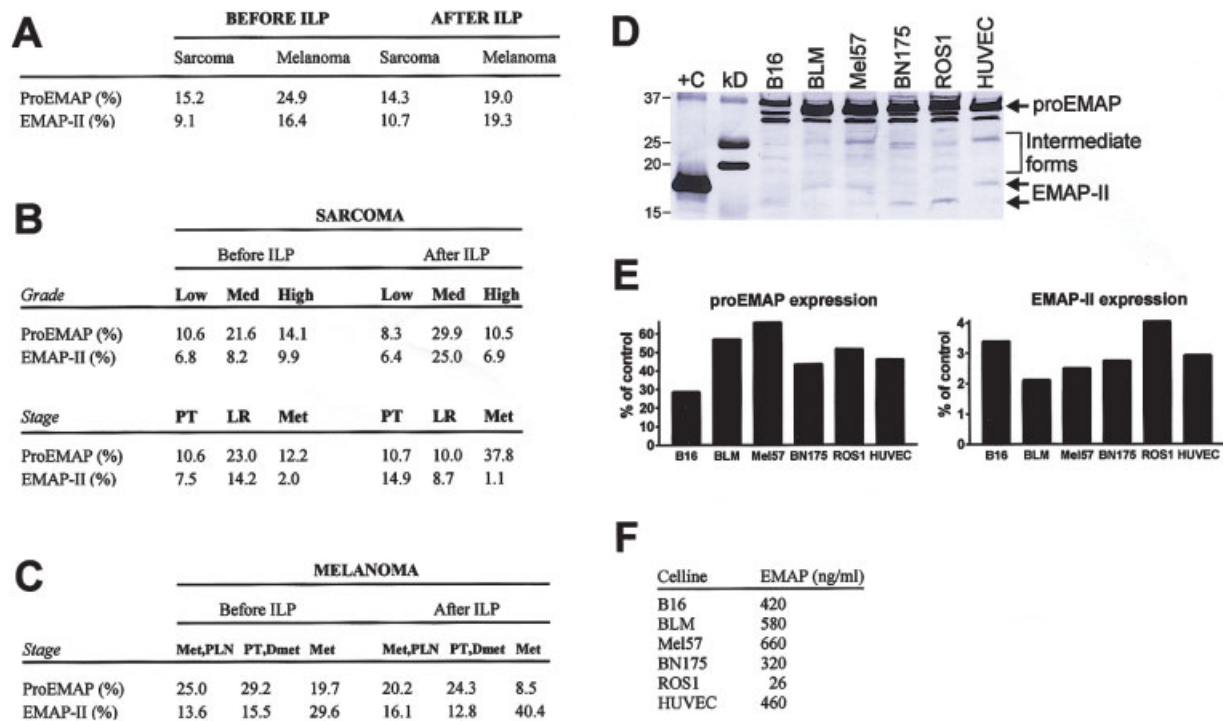 A
BEFORE ILP AFTER ILP
Sarcoma Melanoma Sarcoma Melanoma
ProEMAP (%) 15.2 24.9 14.3 19.0
EMAP-II (%) 9.1 16.4 10.7 19.3
B
SARCOMA
Before ILP After ILP
Grade Low Med High Low Med High
ProEMAP (%) 10.6 21.6 14.1 8.3 29.9 10.5
EMAP-II (%) 6.8 8.2 9.9 6.4 25.0 6.9
Stage PT LR Met PT LR Met
ProEMAP (%) 10.6 23.0 12.2 10.7 10.0 37.8
EMAP-II (%) 7.5 14.2 2.0 14.9 8.7 1.1
C
MELANOMA
Before ILP After ILP
Stage Met,PLN PT,Dmet Met Met,PLN PT,Dmet Met
ProEMAP (%) 25.0 29.2 19.7 20.2 24.3 8.5
EMAP-II (%) 13.6 15.5 29.6 16.1 12.8 40.4
D
+C kD B16 BLM Mel57 BN175 ROS1 HUVEC
37
25
20
15
proEMAP
Intermediate
forms
EMAP-II
E
proEMAP expression
% of control
60
50
40
30
20
10
0
B16 BLM Mel57 BN175 ROS1 HUVEC
EMAP-II expression
% of control
4
3
2
1
0
B16 BLM Mel57 BN175 ROS1 HUVEC
F
Celline EMAP (ng/ml)
B16 420
BLM 580
Mel57 660
BN175 320
ROS1 26
HUVEC 460